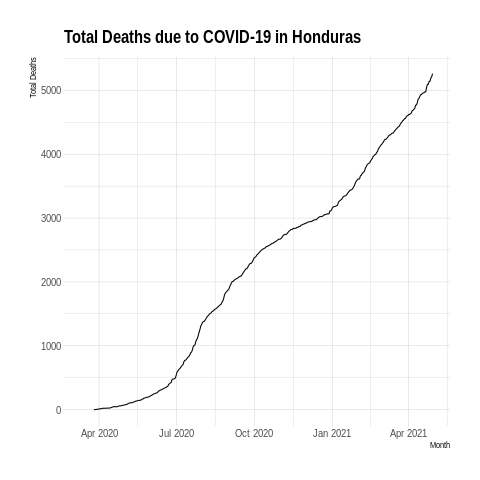 Total Deaths due to COVID-19 in Honduras
Total Deaths
5000
4000
3000
2000
1000
0
Apr 2020 Jul 2020 Oct 2020 Jan 2021 Apr 2021
Month